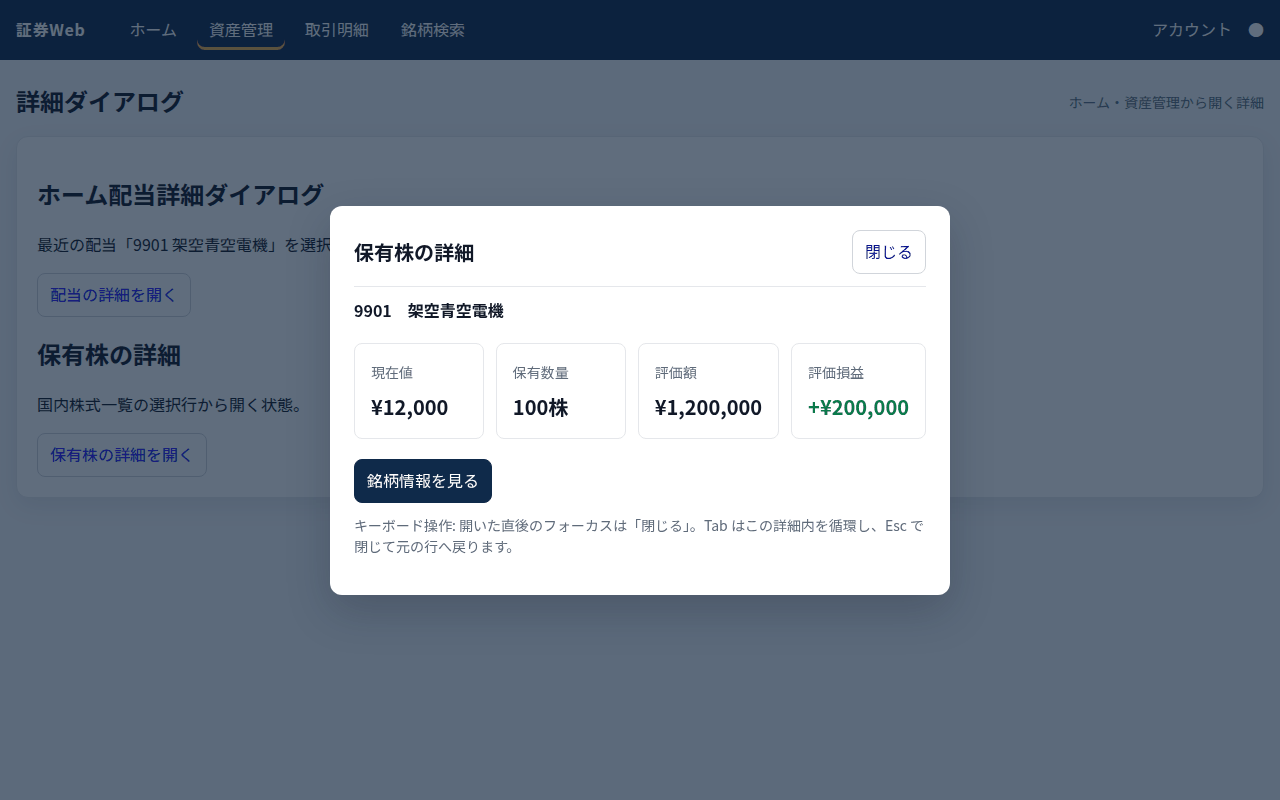 証券Web ホーム 資産管理 取引明細 銘柄検索 アカウント
詳細ダイアログ
ホーム・資産管理から開く詳細
ホーム配当詳細ダイアログ
最近の配当「9901 架空青空電機」を選択
配当の詳細を開く
保有株の詳細
国内株式一覧の選択行から開く状態。
保有株の詳細を開く
保有株の詳細
閉じる
9901 架空青空電機
現在値 保有数量 評価額 評価損益
¥12,000 100株 ¥1,200,000 +¥200,000
銘柄情報を見る
キーボード操作: 開いた直後のフォーカスは「閉じる」。Tab はこの詳細内を循環し、Esc で
閉じて元の行へ戻ります。